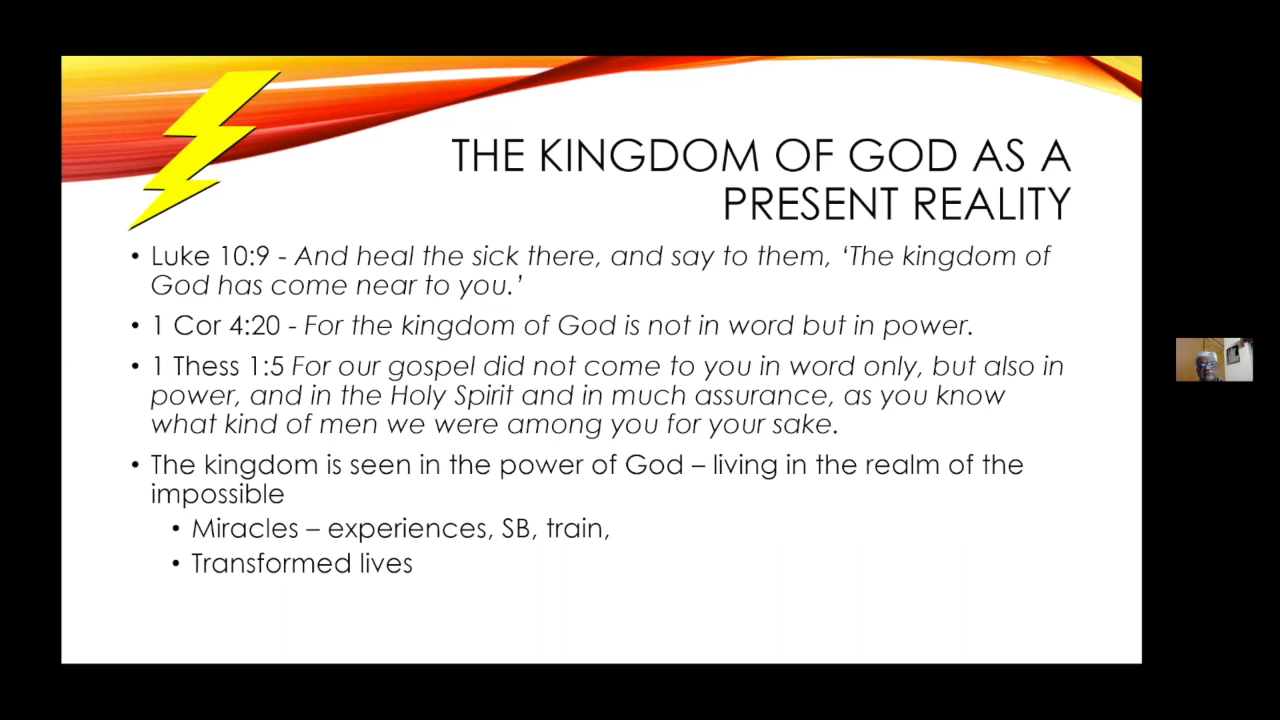 THE KINGDOM OF GOD AS A
PRESENT REALITY
• Luke 10:9 - And heal the sick there, and say to them, ‘The kingdom of
God has come near to you.’
• 1 Cor 4:20 - For the kingdom of God is not in word but in power.
• 1 Thess 1:5 For our gospel did not come to you in word only, but also in
power, and in the Holy Spirit and in much assurance, as you know
what kind of men we were among you for your sake.
• The kingdom is seen in the power of God – living in the realm of the
impossible
• Miracles – experiences, SB, train,
• Transformed lives